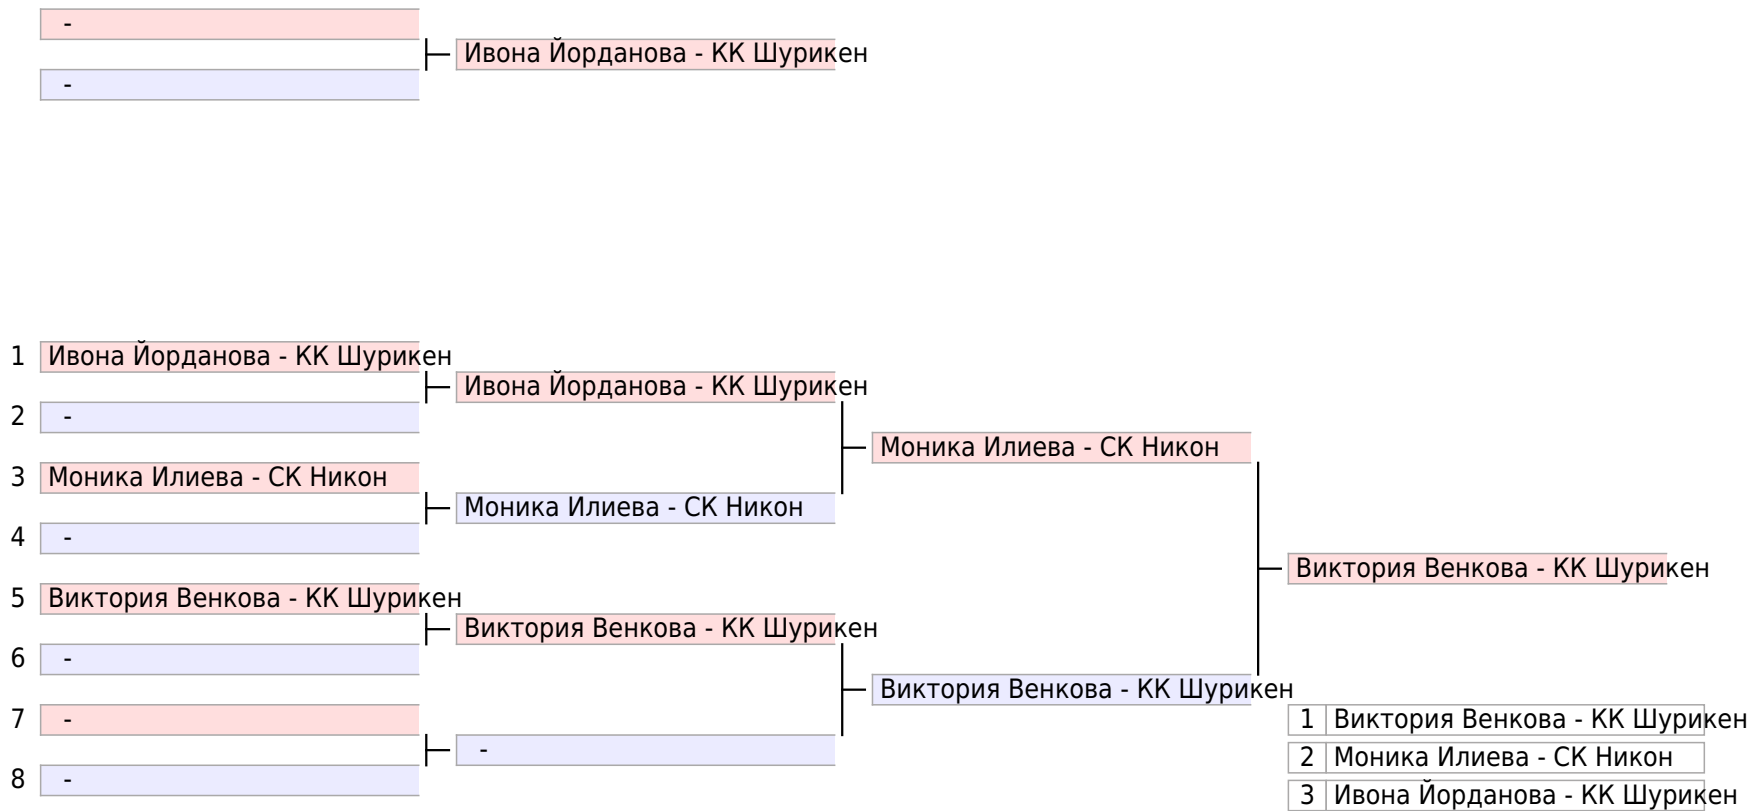 -
Ивона Йорданова - КК Шурикен
-
1 Ивона Йорданова - КК Шурикен
Ивона Йорданова - КК Шурикен
2 -
Моника Илиева - СК Никон
3 Моника Илиева - СК Никон
Моника Илиева - СК Никон
4 -
Виктория Венкова - КК Шурикен
5 Виктория Венкова - КК Шурикен
Виктория Венкова - КК Шурикен
6 -
Виктория Венкова - КК Шурикен
7 -
1 Виктория Венкова - КК Шурикен
-
2 Моника Илиева - СК Никон
8 -
3 Ивона Йорданова - КК Шурикен